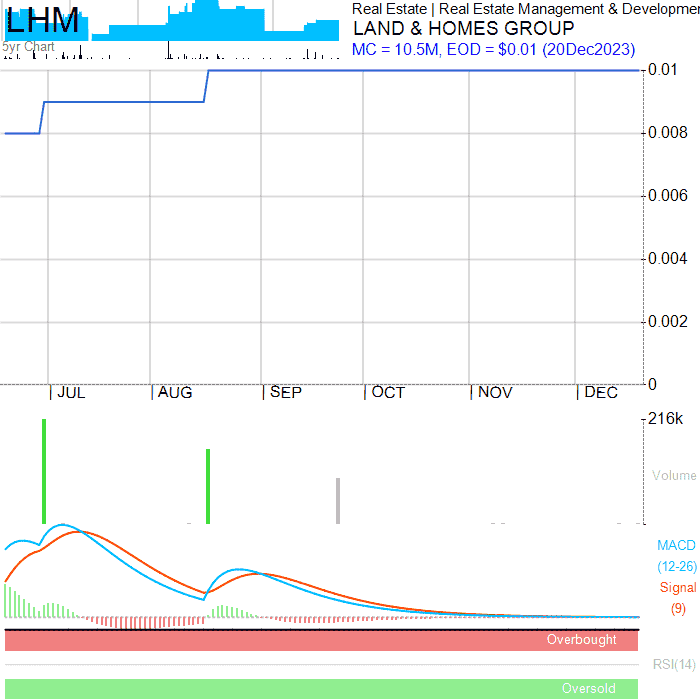 LHM
5yr Chart
Real Estate | Real Estate Management & Developmen
LAND & HOMES GROUP
MC = 10.5M, EOD = $0.01 (20Dec2023)
0.01
0.008
0.006
0.004
0.002
0
JUL
AUG
SEP
OCT
NOV
DEC
216k
Volume
MACD
(12-26)
Signal
(9)
Overbought
RSI(14)
Oversold